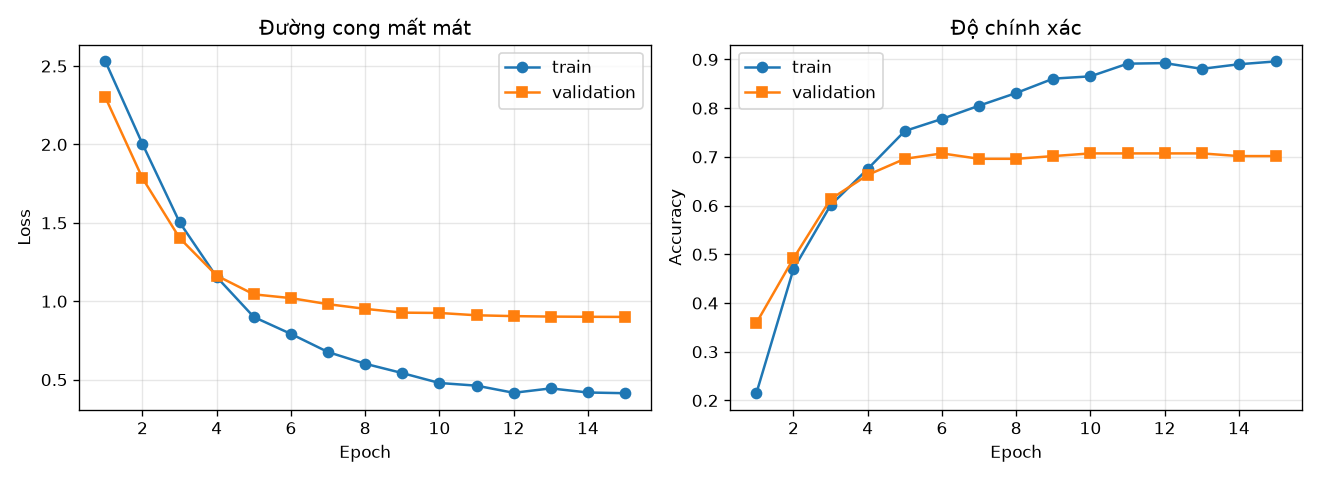 Đường cong mất mát
2.5
2.0
1.5
1.0
0.5
Loss
train
validation
2 4 6 8 10 12 14
Epoch
Độ chính xác
0.9
0.8
0.7
0.6
0.5
0.4
0.3
0.2
Accuracy
train
validation
2 4 6 8 10 12 14
Epoch